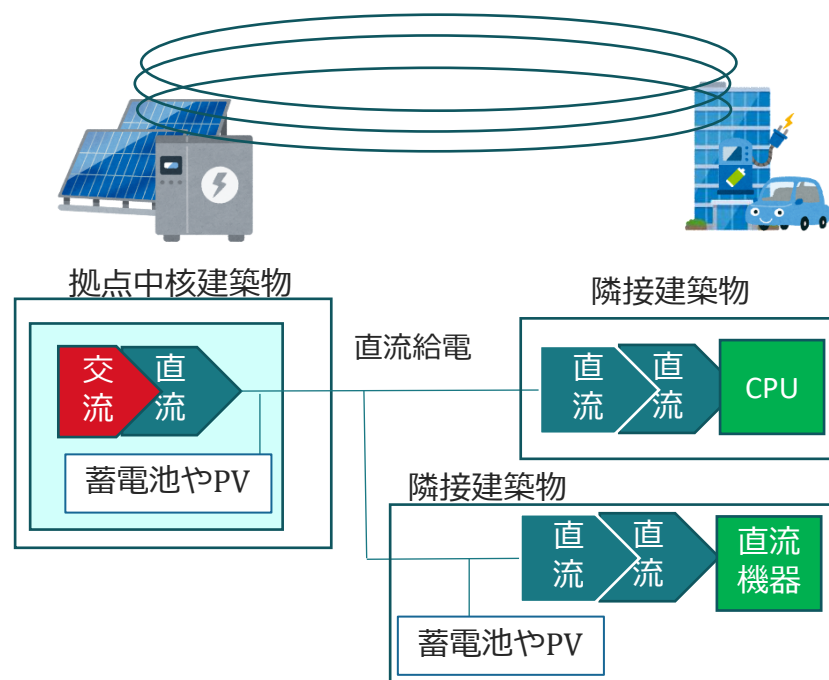 拠点中核建築物
隣接建築物
直流給電
交流
直流
直流
直流
CPU
蓄電池やPV
隣接建築物
直流
直流
直流
機器
蓄電池やPV